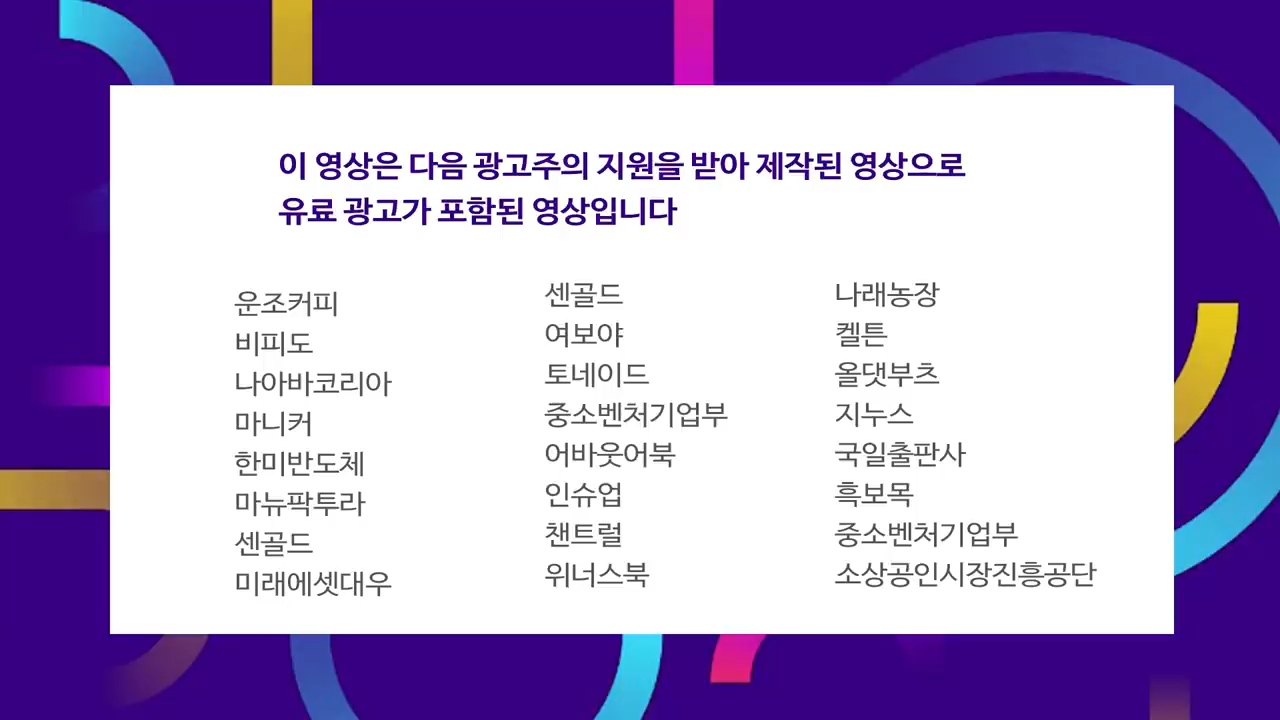 이 영상은 다음 광고주의 지원을 받아 제작된 영상으로
유료 광고가 포함된 영상입니다
운조커피
비피도
나아바코리아
마니커
한미반도체
마뉴팍투라
센골드
미래에셋대우
센골드
여보야
토네이드
중소벤처기업부
어바웃어북
인슈업
챈트럴
위너스북
나래농장
켈튼
올댓부츠
지누스
국일출판사
흑보목
중소벤처기업부
소상공인시장진흥공단